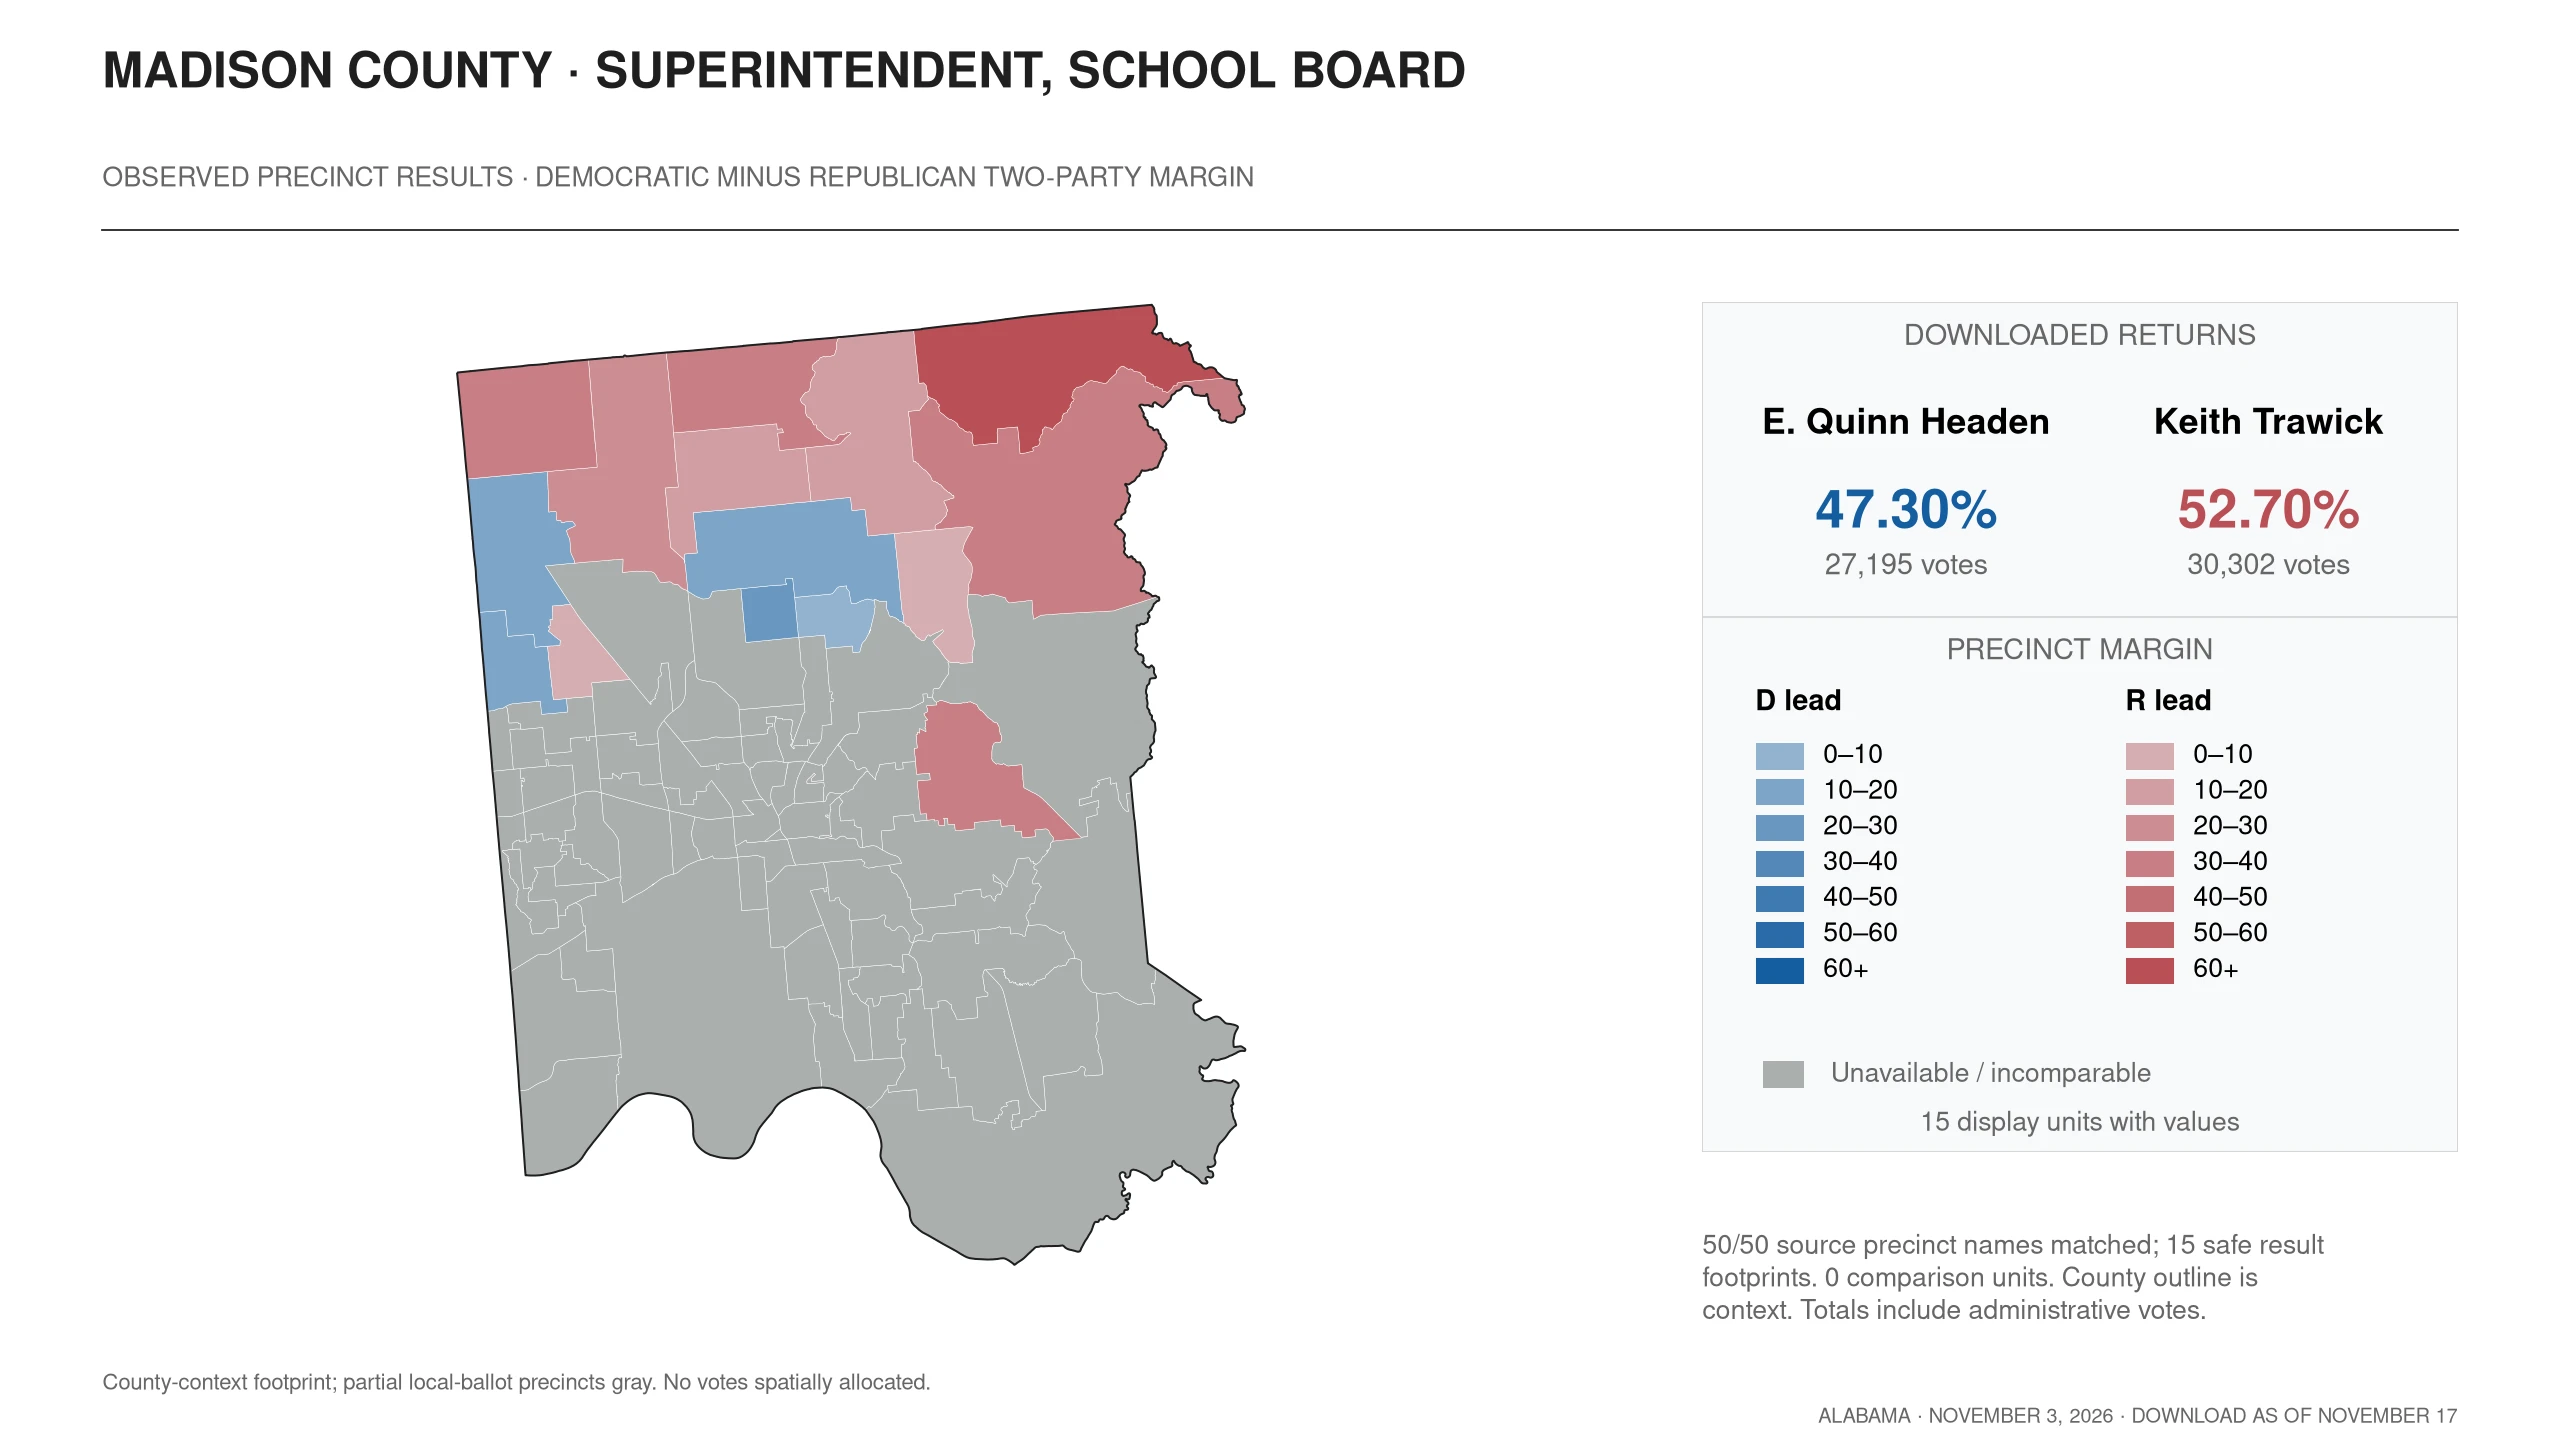 MADISON COUNTY · SUPERINTENDENT, SCHOOL BOARD
OBSERVED PRECINCT RESULTS · DEMOCRATIC MINUS REPUBLICAN TWO-PARTY MARGIN
DOWNLOADED RETURNS
E. Quinn Headen Keith Trawick
47.30% 52.70%
27,195 votes 30,302 votes
PRECINCT MARGIN
D lead R lead
0–10 0–10
10–20 10–20
20–30 20–30
30–40 30–40
40–50 40–50
50–60 50–60
60+ 60+
Unavailable / incomparable
15 display units with values
50/50 source precinct names matched; 15 safe result
footprints. 0 comparison units. County outline is
context. Totals include administrative votes.
County-context footprint; partial local-ballot precincts gray. No votes spatially allocated.
ALABAMA · NOVEMBER 3, 2026 · DOWNLOAD AS OF NOVEMBER 17